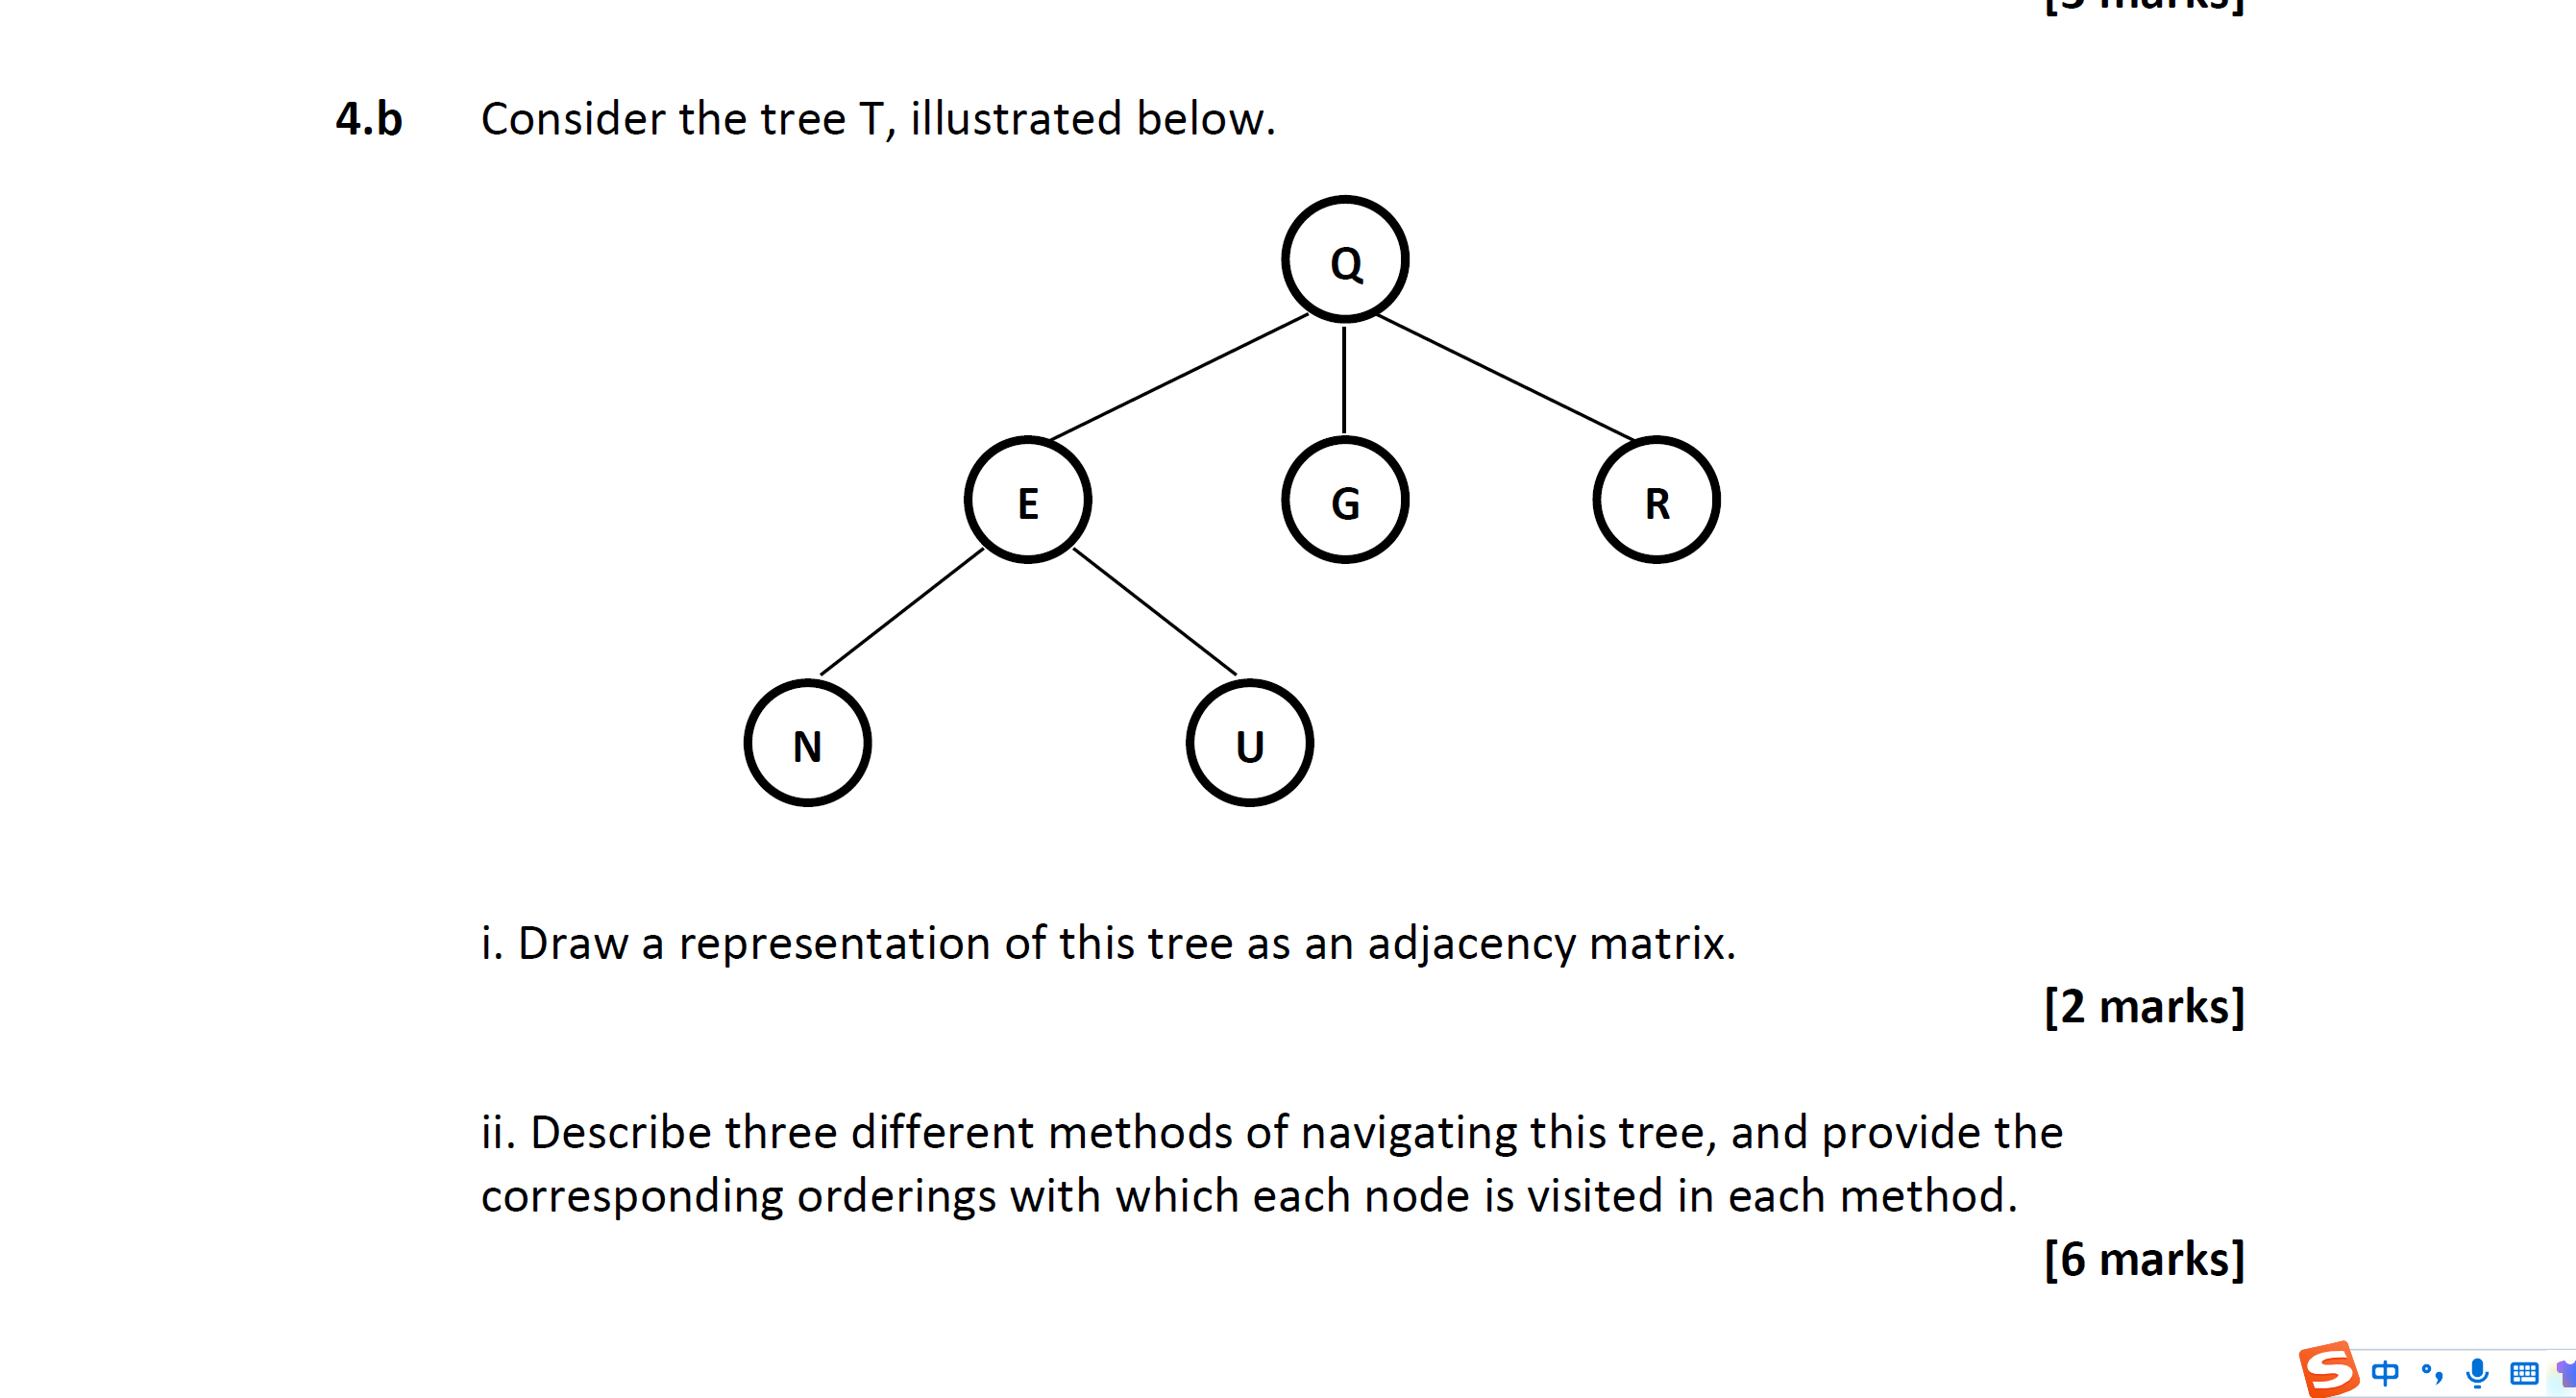 4.b Consider the tree T, illustrated below.
Q
E G R
N U
i. Draw a representation of this tree as an adjacency matrix.
[2 marks]
ii. Describe three different methods of navigating this tree, and provide the
corresponding orderings with which each node is visited in each method.
[6 marks]
S 中